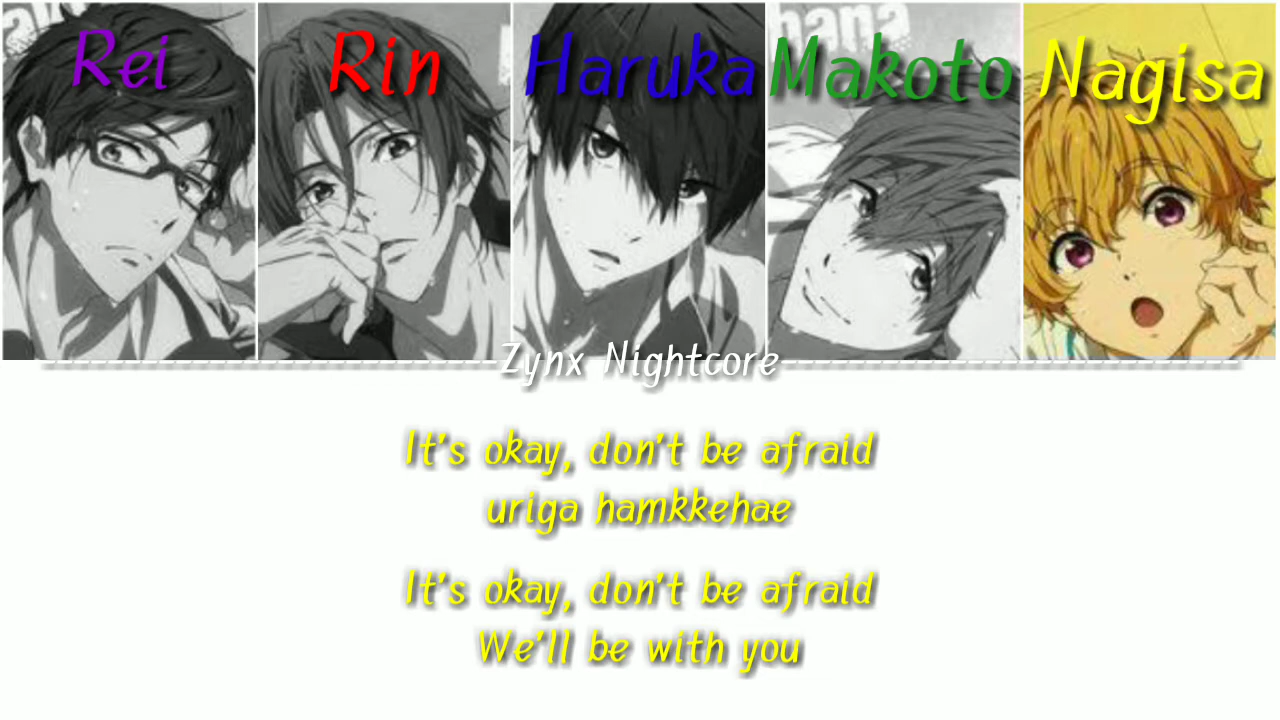 Rei Rin Haruka Makoto Nagisa
hana
Zynx Nightcore
It's okay, don't be afraid
uriga hamkkehae
It's okay, don't be afraid
We'll be with you